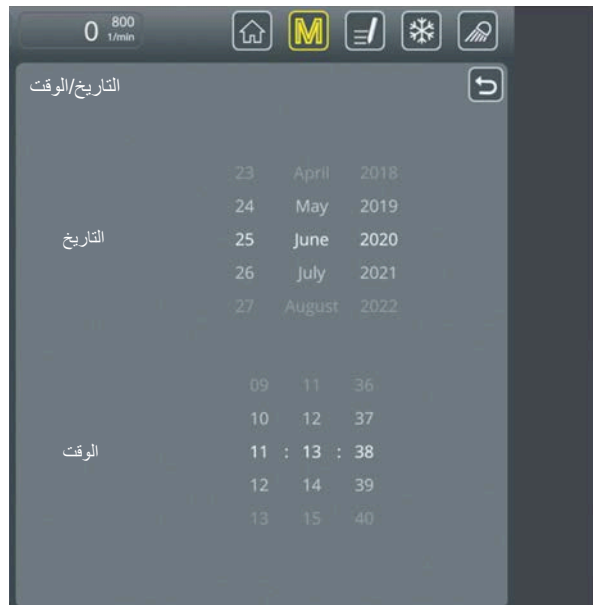 0 800
1/min
M
التاريخ/الوقت
23 April 2018
24 May 2019
التاريخ 25 June 2020
26 July 2021
27 August 2022
09 11 36
10 12 37
الوقت 11 : 13 : 38
12 14 39
13 15 40